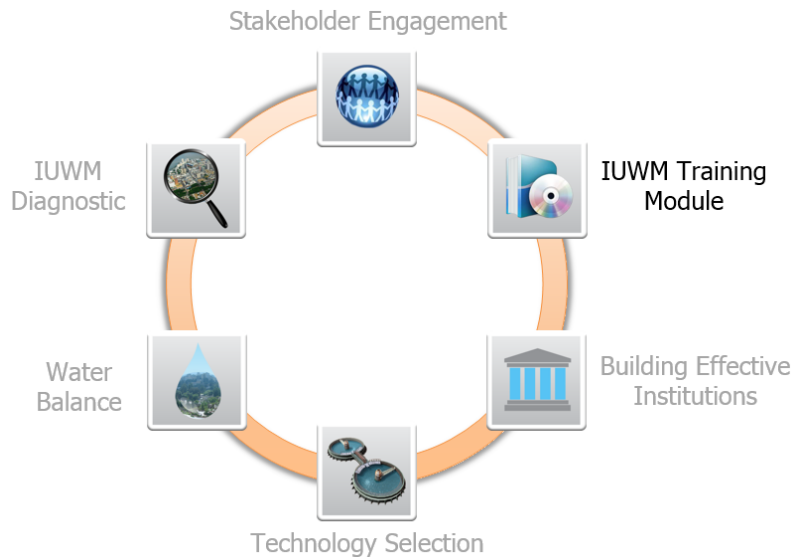 Stakeholder Engagement
IUWM
Diagnostic
IUWM Training
Module
Water
Balance
Building Effective
Institutions
Technology Selection